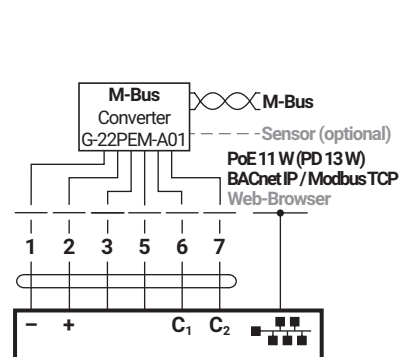 M-Bus
Converter
G-22PEM-A01
M-Bus
Sensor (optional)
PoE 11 W (PD 13 W)
BACnet IP / Modbus TCP
Web-Browser
1 2 3 5 6 7
– + C₁ C₂